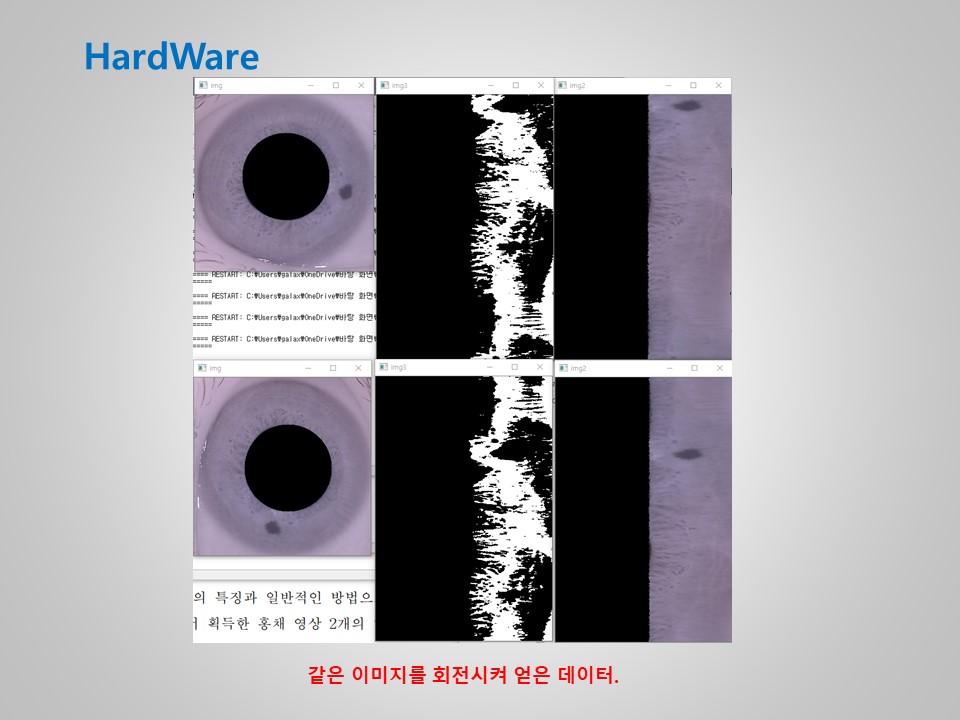 HardWare
img
img3
img2
==== RESTART: C:₩Users₩galax₩OneDrive₩바탕 화면₩
=====
==== RESTART: C:₩Users₩galax₩OneDrive₩바탕 화면₩
=====
==== RESTART: C:₩Users₩galax₩OneDrive₩바탕 화면₩
=====
==== RESTART: C:₩Users₩galax₩OneDrive₩바탕 화면₩
=====
img
img3
img2
의 특징과 일반적인 방법으
획득한 홍채 영상 2개의
같은 이미지를 회전시켜 얻은 데이터.